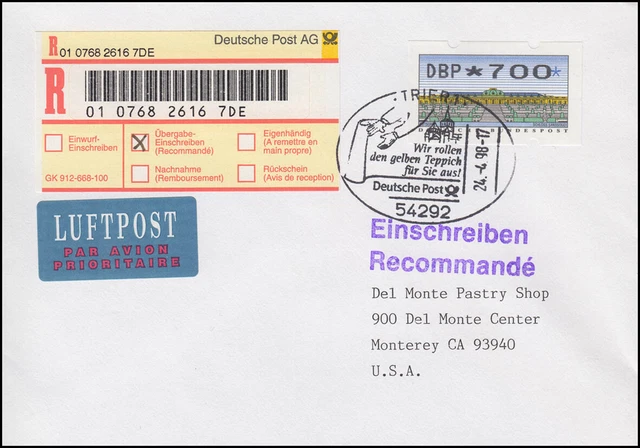 R 01 0768 2616 7DE Deutsche Post AG
R
01 0768 2616 7DE
Einwurf-
Einschreiben
X Übergabe-
Einschreiben
(Recommandé)
Eigenhändig
(A remettre en
main propre)
GK 912-668-100
Nachnahme
(Remboursement)
Rückschein
(Avis de reception)
DBP *700*
DEUTSCHE BUNDESPOST
TRIER
Wir rollen
den gelben Teppich
für Sie aus!
Deutsche Post
54292
24.-4.98-17
LUFTPOST
PAR AVION
PRIORITAIRE
Einschreiben
Recommandé
Del Monte Pastry Shop
900 Del Monte Center
Monterey CA 93940
U.S.A.